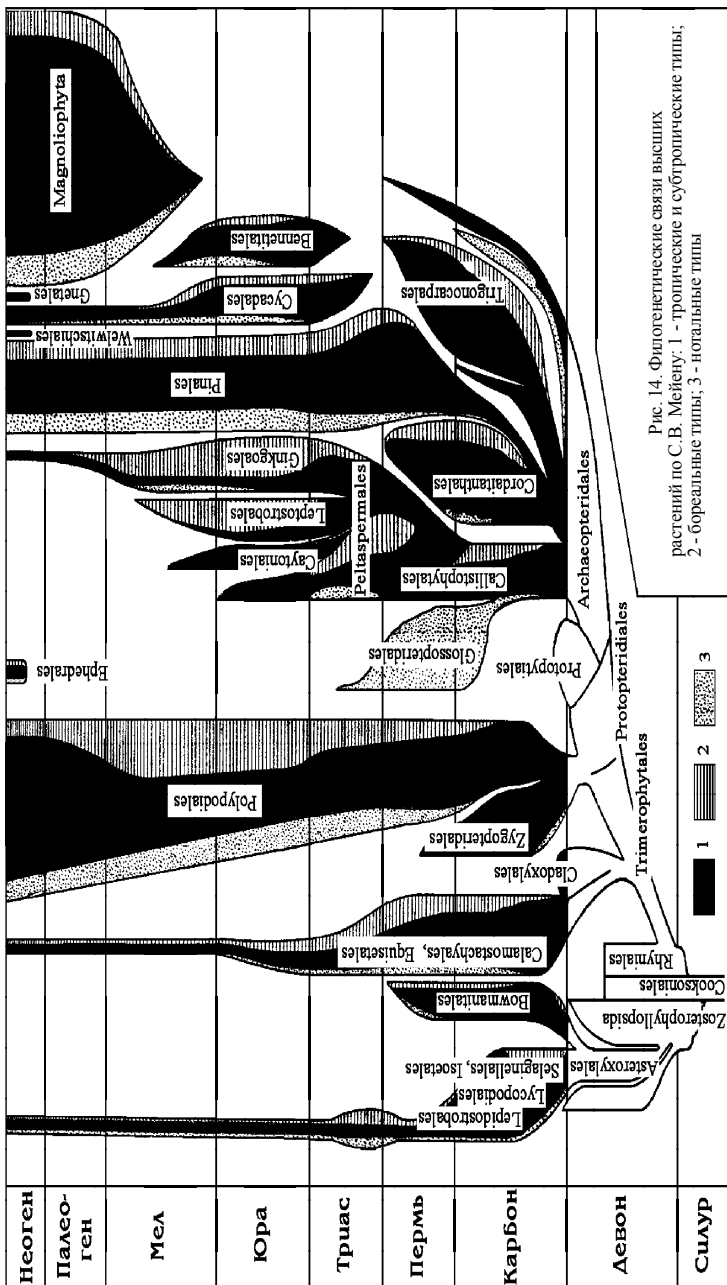 Неоген
Палео-
ген
Мел
Юра
Триас
Пермь
Карбон
Девон
Силур
Magnoliophyta
Gnetales
Welwitschiales
Bennetitales
Cycadales
Pinales
Ginkgoales
Leptostrobales
Caytoniales
Peltaspermales
Trigonocarpales
Cordaitanthales
Callistophytales
Glossopteridales
Ephedrales
Polypodiales
Zygopteridales
Cladoxylales
Calamostachyales, Equisetales
Bowmanitales
Selaginellales, Isoetales
Lycopodiales
Lepidostrobales
Archaeopteridales
Protopytiales
Protopteridiales
Trimerophytales
Rhyniales
Cooksoniales
Zosterophyllopsida
Asteroxylales
1
2
3
Рис. 14. Филогенетические связи высших
растений по С.В. Мейену: 1 - тропические и субтропические типы;
2 - бореальные типы; 3 - нотальные типы